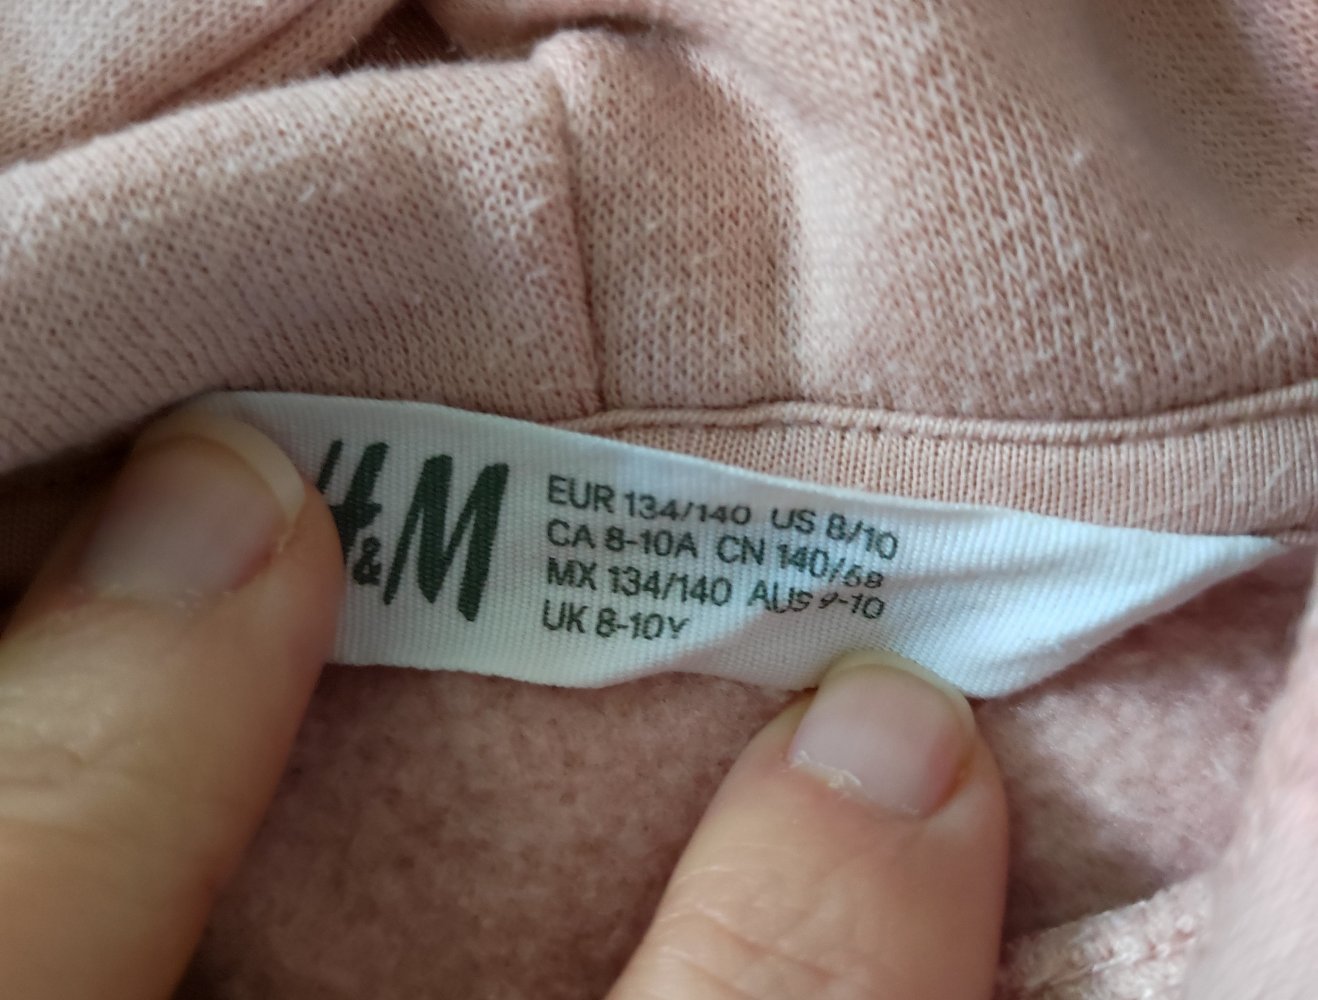 H&M
EUR 134/140 US 8/10
CA 8-10A CN 140/68
MX 134/140 AUS 9-10
UK 8-10Y